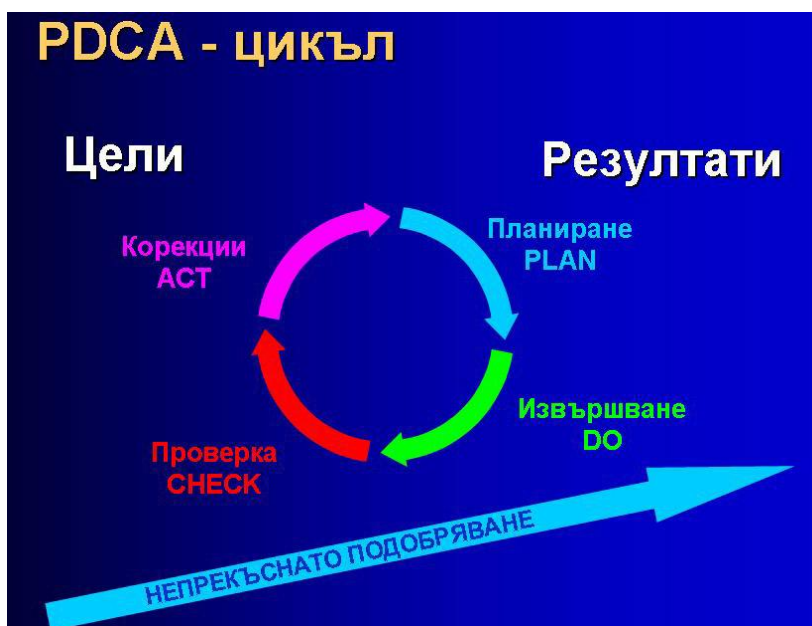 PDCA - цикъл
Цели
Резултати
Корекции
ACT
Планиране
PLAN
Извършване
DO
Проверка
CHECK
НЕПРЕКЪСНАТО ПОДОБРЯВАНЕ